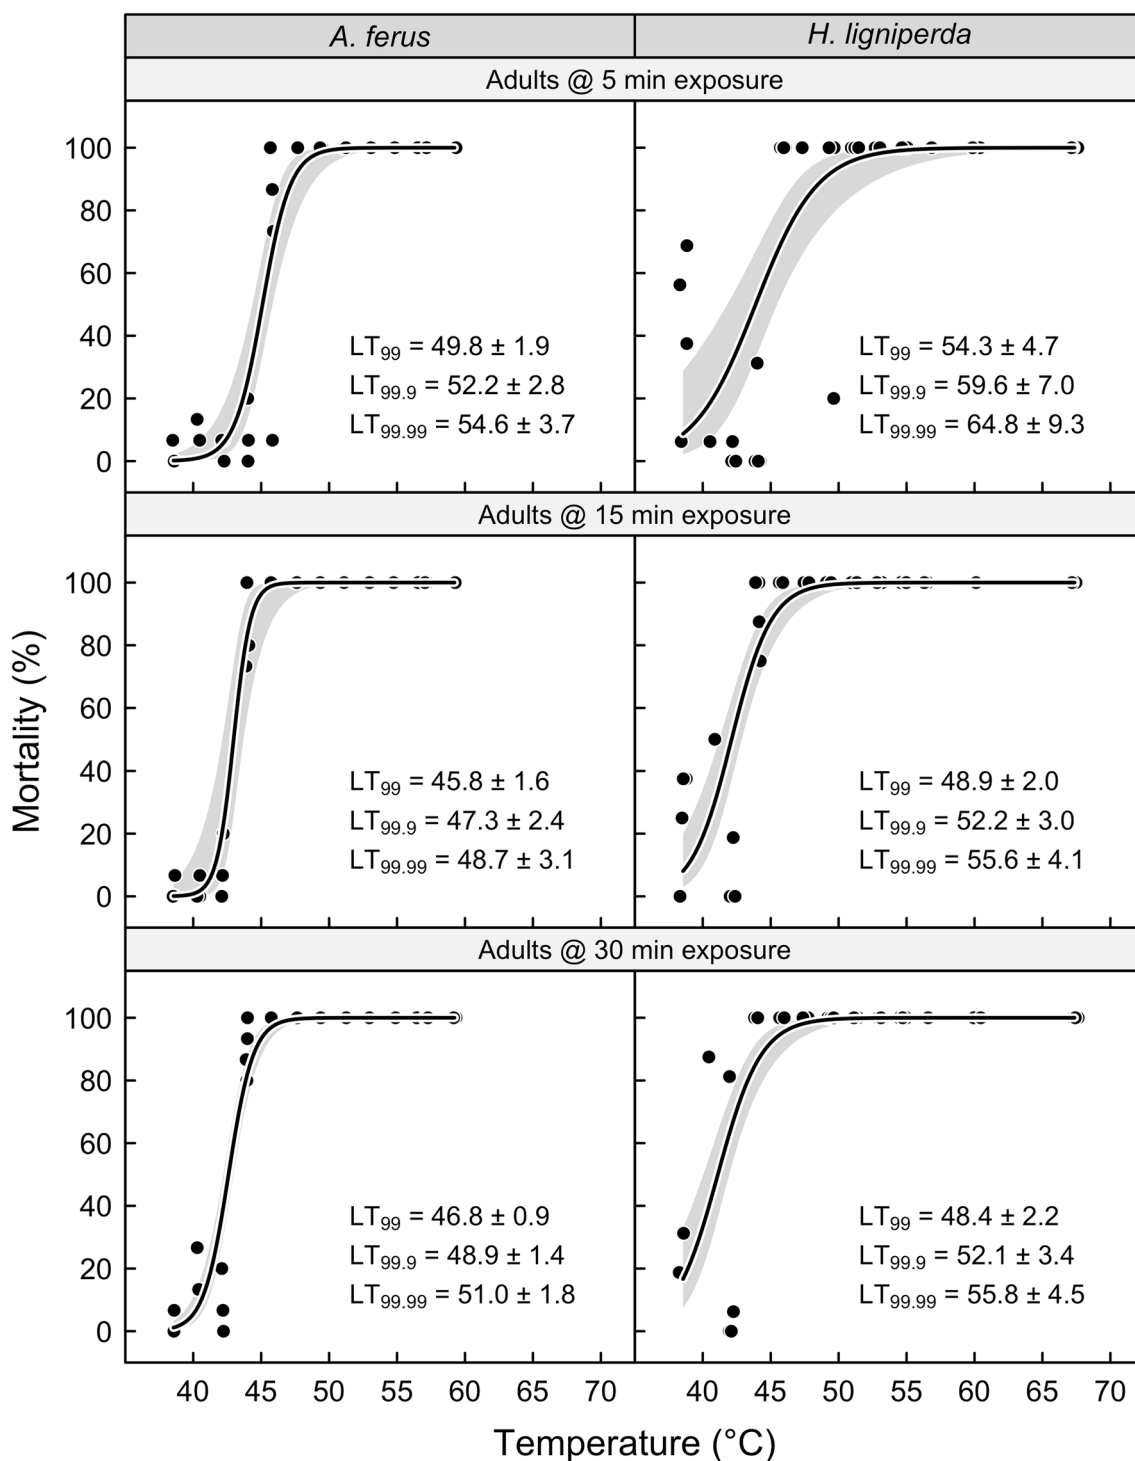 A. ferus
H. ligniperda
Adults @ 5 min exposure
100
80
60
40
20
0
LT99 = 49.8 ± 1.9
LT99.9 = 52.2 ± 2.8
LT99.99 = 54.6 ± 3.7
LT99 = 54.3 ± 4.7
LT99.9 = 59.6 ± 7.0
LT99.99 = 64.8 ± 9.3
Adults @ 15 min exposure
100
80
60
40
20
0
LT99 = 45.8 ± 1.6
LT99.9 = 47.3 ± 2.4
LT99.99 = 48.7 ± 3.1
LT99 = 48.9 ± 2.0
LT99.9 = 52.2 ± 3.0
LT99.99 = 55.6 ± 4.1
Adults @ 30 min exposure
100
80
60
40
20
0
LT99 = 46.8 ± 0.9
LT99.9 = 48.9 ± 1.4
LT99.99 = 51.0 ± 1.8
LT99 = 48.4 ± 2.2
LT99.9 = 52.1 ± 3.4
LT99.99 = 55.8 ± 4.5
40 45 50 55 60 65 70
40 45 50 55 60 65 70
Mortality (%)
Temperature (°C)